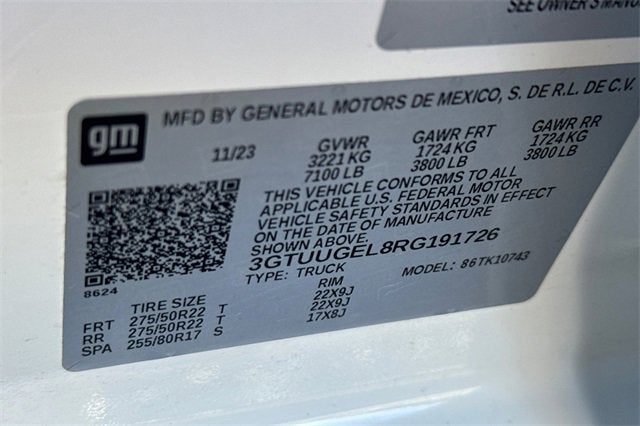 SEE OWNER'S MANUAL
gm
MFD BY GENERAL MOTORS DE MEXICO, S. DE R.L. DE C.V.
11/23
GVWR
3221 KG
7100 LB
GAWR FRT
1724 KG
3800 LB
GAWR RR
1724 KG
3800 LB
THIS VEHICLE CONFORMS TO ALL
APPLICABLE U.S. FEDERAL MOTOR
VEHICLE SAFETY STANDARDS IN EFFECT
ON THE DATE OF MANUFACTURE
SHOWN ABOVE.
3GTUUGEL8RG191726
TYPE: TRUCK
MODEL: 86TK10743
8624
TIRE SIZE
RIM
FRT 275/50R22 T 22X9J
RR 275/50R22 T 22X9J
SPA 255/80R17 S 17X8J